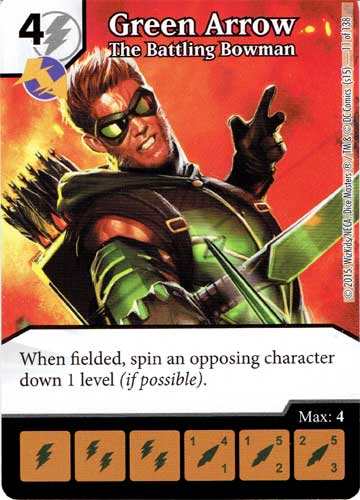 4
Green Arrow
The Battling Bowman
© 2015 WizKids/NECA. Dice Masters ® / TM & © DC Comics (s15) — 11 of 138
When fielded, spin an opposing character
down 1 level (if possible).
Max: 4
1 4 1
1 5 2
2 5 3